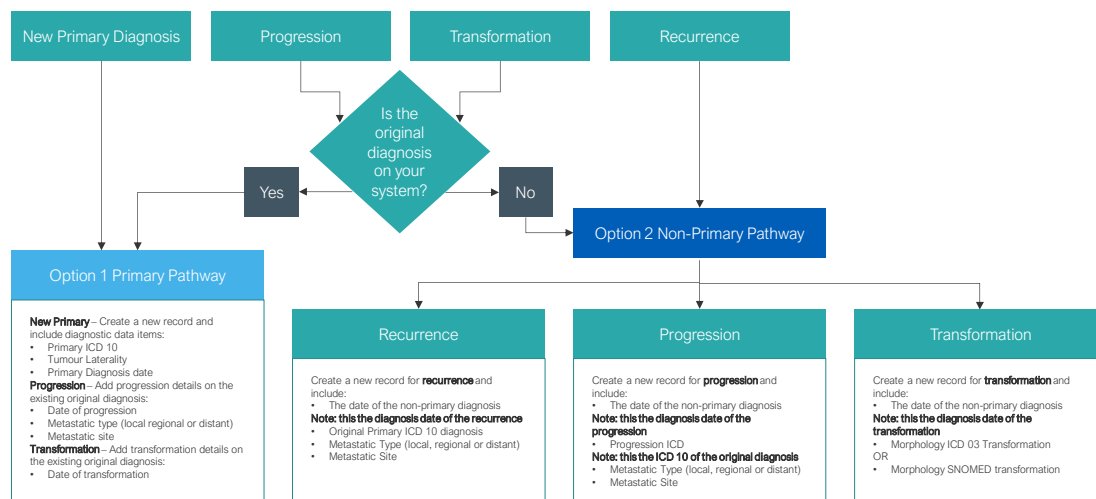 New Primary Diagnosis
Progression
Transformation
Recurrence
Is the
original
diagnosis
on your
system?
Yes
No
Option 2 Non-Primary Pathway
Option 1 Primary Pathway
New Primary – Create a new record and
include diagnostic data items:
• Primary ICD 10
• Tumour Laterality
• Primary Diagnosis date
Progression – Add progression details on the
existing original diagnosis:
• Date of progression
• Metastatic type (local regional or distant)
• Metastatic site
Transformation – Add transformation details on
the existing original diagnosis:
• Date of transformation
Recurrence
Create a new record for recurrence and
include:
• The date of the non-primary diagnosis
Note: this the diagnosis date of the recurrence
• Original Primary ICD 10 diagnosis
• Metastatic Type (local, regional or distant)
• Metastatic Site
Progression
Create a new record for progression and
include:
• The date of the non-primary diagnosis
Note: this the diagnosis date of the
progression
• Progression ICD
Note: this the ICD 10 of the original diagnosis
• Metastatic Type (local, regional or distant)
• Metastatic Site
Transformation
Create a new record for transformation and
include:
• The date of the non-primary diagnosis
Note: this the diagnosis date of the
transformation
• Morphology ICD 03 Transformation
OR
• Morphology SNOMED transformation